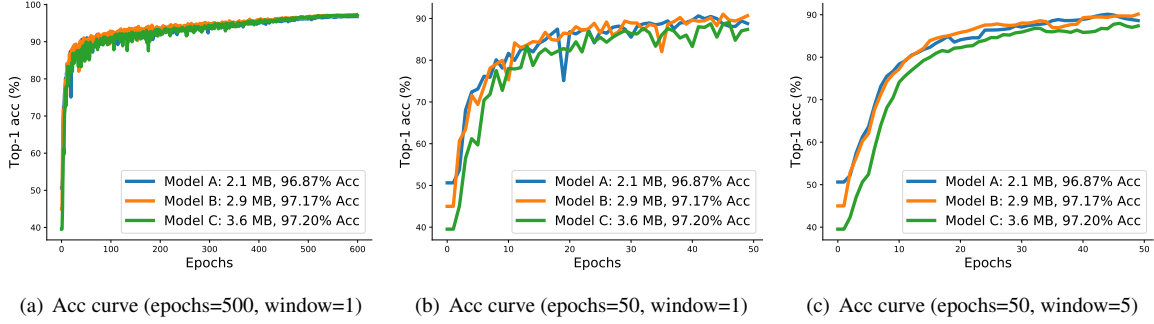 100
90
80
70
60
50
40
Top-1 acc (%)
Model A: 2.1 MB, 96.87% Acc
Model B: 2.9 MB, 97.17% Acc
Model C: 3.6 MB, 97.20% Acc
0 100 200 300 400 500 600
Epochs
(a) Acc curve (epochs=500, window=1)
90
80
70
60
50
40
Top-1 acc (%)
Model A: 2.1 MB, 96.87% Acc
Model B: 2.9 MB, 97.17% Acc
Model C: 3.6 MB, 97.20% Acc
0 10 20 30 40 50
Epochs
(b) Acc curve (epochs=50, window=1)
90
80
70
60
50
40
Top-1 acc (%)
Model A: 2.1 MB, 96.87% Acc
Model B: 2.9 MB, 97.17% Acc
Model C: 3.6 MB, 97.20% Acc
0 10 20 30 40 50
Epochs
(c) Acc curve (epochs=50, window=5)